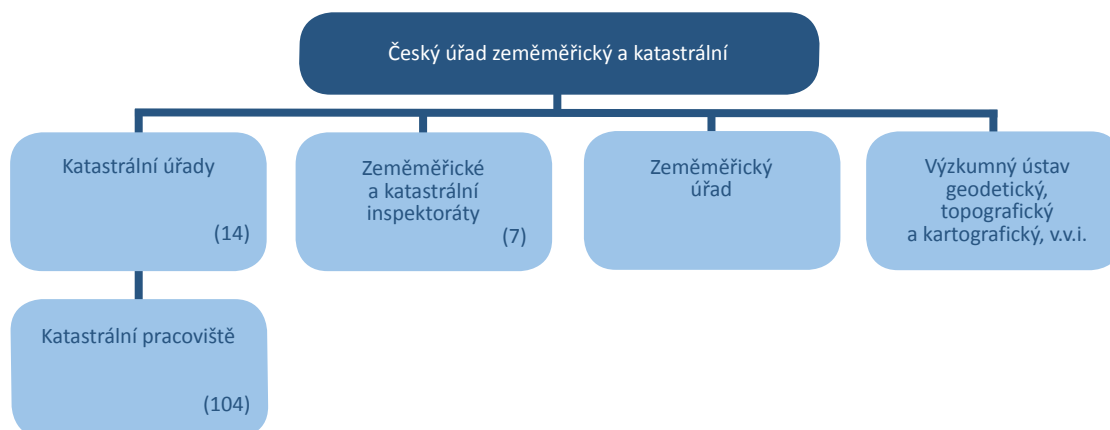 Český úřad zeměměřický a katastrální
Katastrální úřady
(14)
Zeměměřické
a katastrální
inspektoráty
(7)
Zeměměřický
úřad
Výzkumný ústav
geodetický,
topografický
a kartografický, v.v.i.
Katastrální pracoviště
(104)